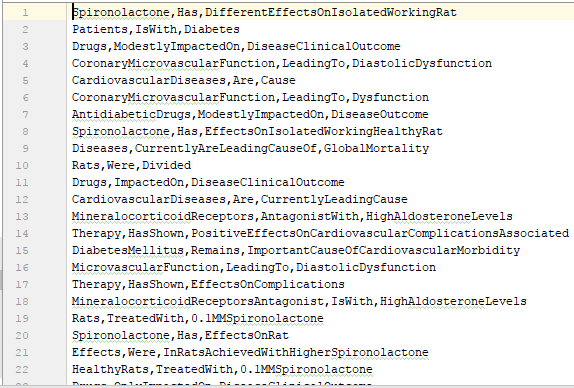 1 Spironolactone,Has,DifferentEffectsOnIsolatedWorkingRat
2 Patients,IsWith,Diabetes
3 Drugs,ModestlyImpactedOn,DiseaseClinicalOutcome
4 CoronaryMicrovascularFunction,LeadingTo,DiastolicDysfunction
5 CardiovascularDiseases,Are,Cause
6 CoronaryMicrovascularFunction,LeadingTo,Dysfunction
7 AntidiabeticDrugs,ModestlyImpactedOn,DiseaseOutcome
8 Spironolactone,Has,EffectsOnIsolatedWorkingHealthyRat
9 Diseases,CurrentlyAreLeadingCauseOf,GlobalMortality
10 Rats,Were,Divided
11 Drugs,ImpactedOn,DiseaseClinicalOutcome
12 CardiovascularDiseases,Are,CurrentlyLeadingCause
13 MineralocorticoidReceptors,AntagonistWith,HighAldosteroneLevels
14 Therapy,HasShown,PositiveEffectsOnCardiovascularComplicationsAssociated
15 DiabetesMellitus,Remains,ImportantCauseOfCardiovascularMorbidity
16 MicrovascularFunction,LeadingTo,DiastolicDysfunction
17 Therapy,HasShown,EffectsOnComplications
18 MineralocorticoidReceptorsAntagonist,IsWith,HighAldosteroneLevels
19 Rats,TreatedWith,0.1MMSpironolactone
20 Spironolactone,Has,EffectsOnRat
21 Effects,Were,InRatsAchievedWithHigherSpironolactone
22 HealthyRats,TreatedWith,0.1MMSpironolactone